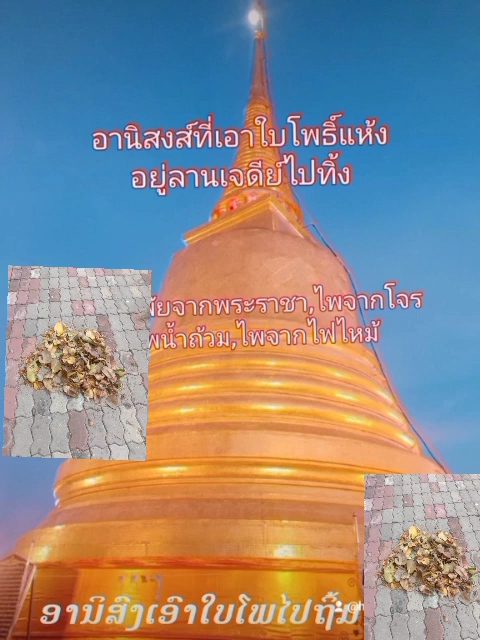 อานิสงส์ที่เอาใบโพธิ์แห้ง
อยู่ลานเจดีย์ไปทิ้ง
ภัยจากพระราชา,ไพจากโจร
ไพน้ำถ้วม,ไพจากไฟไหม้
ອານິສົງເອົາໃບໂພໄປຖິ້ມ